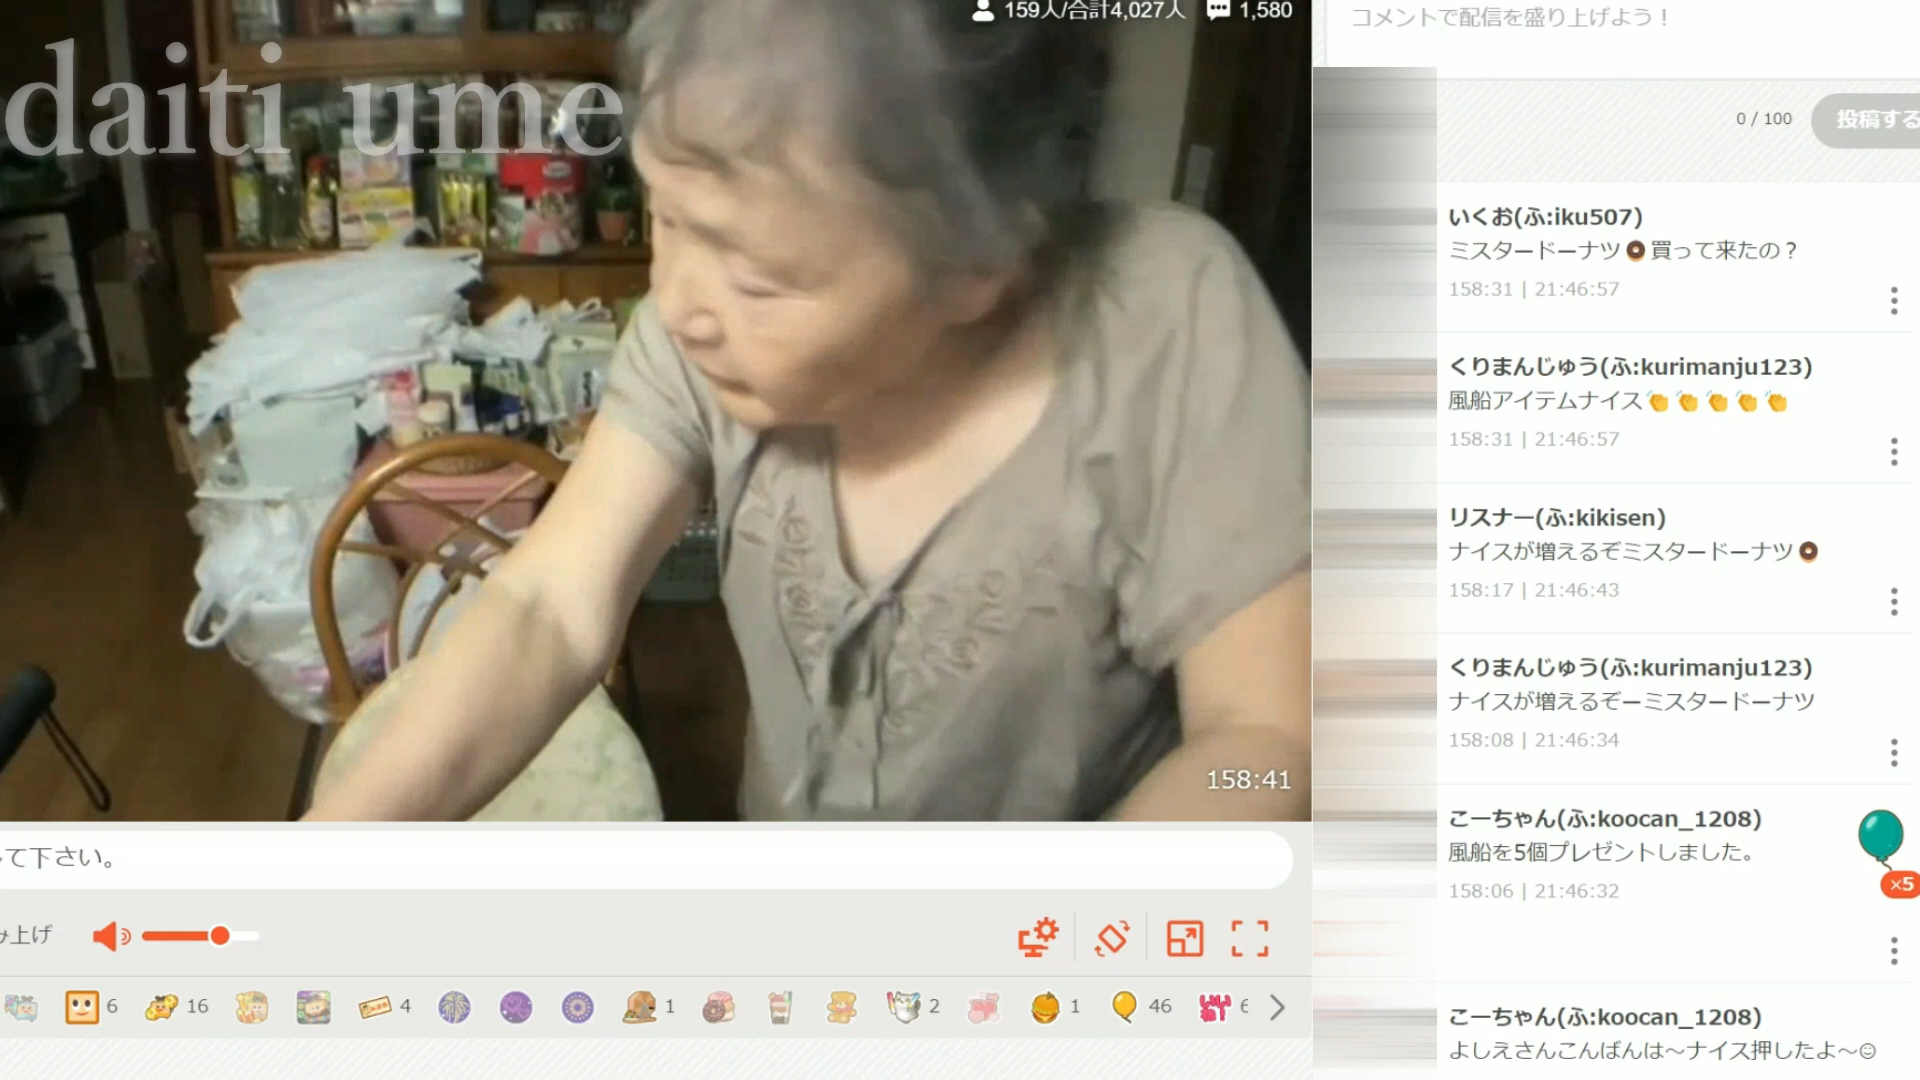 159人/合計4,027人 1,580
daiti ume
158:41
て下さい。
み上げ
6 16 4 1 2 1 46 6
コメントで配信を盛り上げよう！
0 / 100 投稿する
いくお(ふ:iku507)
ミスタードーナツ🍩買って来たの？
158:31 | 21:46:57
くりまんじゅう(ふ:kurimanju123)
風船アイテムナイス👏👏👏👏👏
158:31 | 21:46:57
リスナー(ふ:kikisen)
ナイスが増えるぞミスタードーナツ🍩
158:17 | 21:46:43
くりまんじゅう(ふ:kurimanju123)
ナイスが増えるぞーミスタードーナツ
158:08 | 21:46:34
こーちゃん(ふ:koocan_1208)
風船を5個プレゼントしました。
×5
158:06 | 21:46:32
こーちゃん(ふ:koocan_1208)
よしえさんこんばんは〜ナイス押したよ〜☺